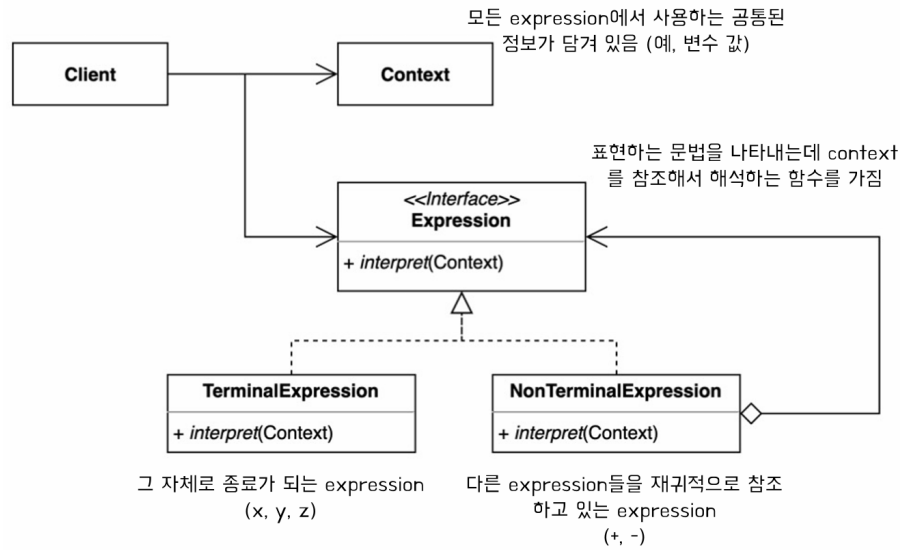 모든 expression에서 사용하는 공통된
정보가 담겨 있음 (예, 변수 값)
Client
Context
표현하는 문법을 나타내는데 context
를 참조해서 해석하는 함수를 가짐
<<Interface>>
Expression
+ interpret(Context)
TerminalExpression
+ interpret(Context)
NonTerminalExpression
+ interpret(Context)
그 자체로 종료가 되는 expression
(x, y, z)
다른 expression들을 재귀적으로 참조
하고 있는 expression
(+, -)